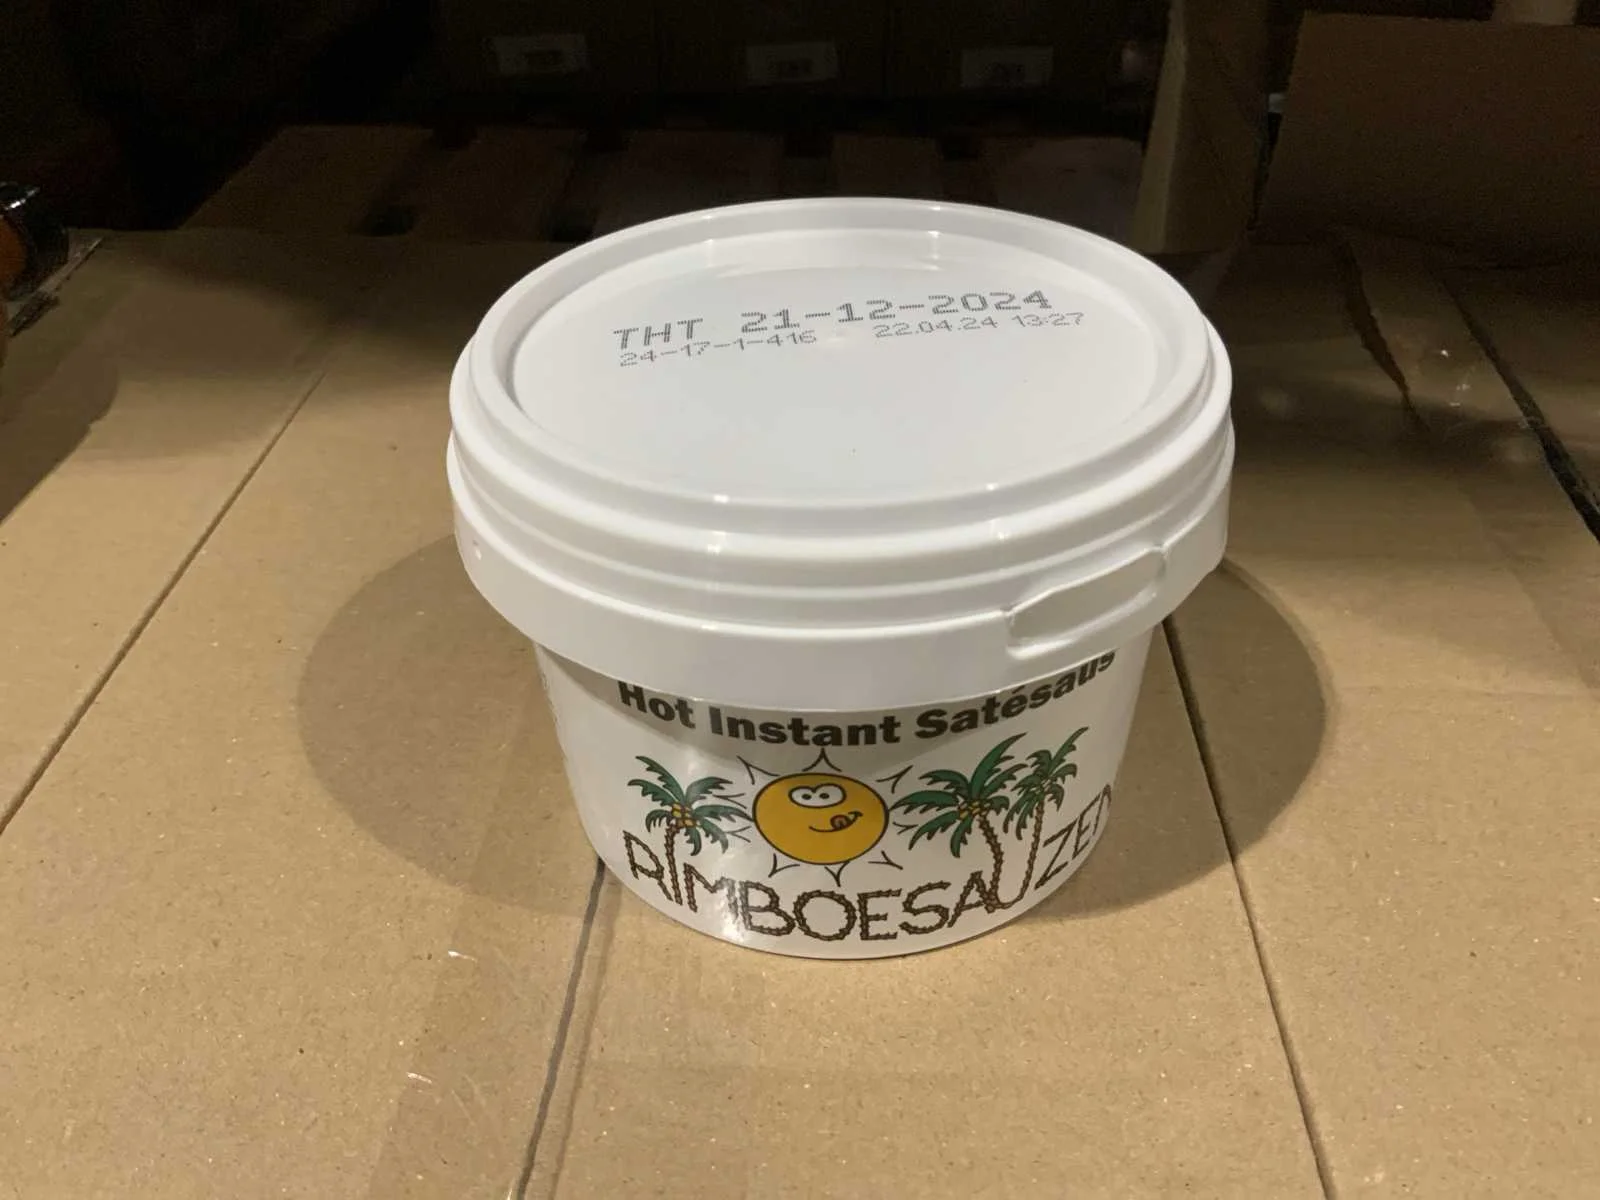 THT 21-12-2024
24-17-1-416 22.04.24 13:27
Hot Instant Satésaus
RIMBOESAUZEN